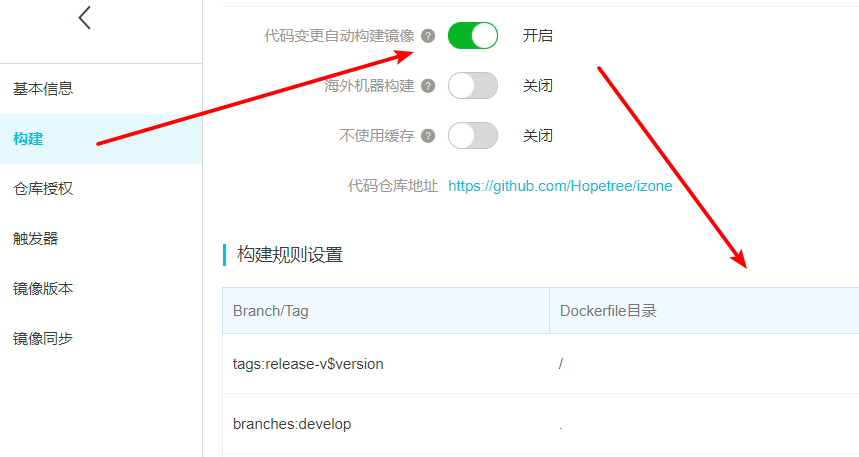 代码变更自动构建镜像 ? 开启
海外机器构建 ? 关闭
不使用缓存 ? 关闭
代码仓库地址 https://github.com/Hopetree/izone
基本信息
构建
仓库授权
触发器
镜像版本
镜像同步
构建规则设置
Branch/Tag Dockerfile目录
tags:release-v$version /
branches:develop .